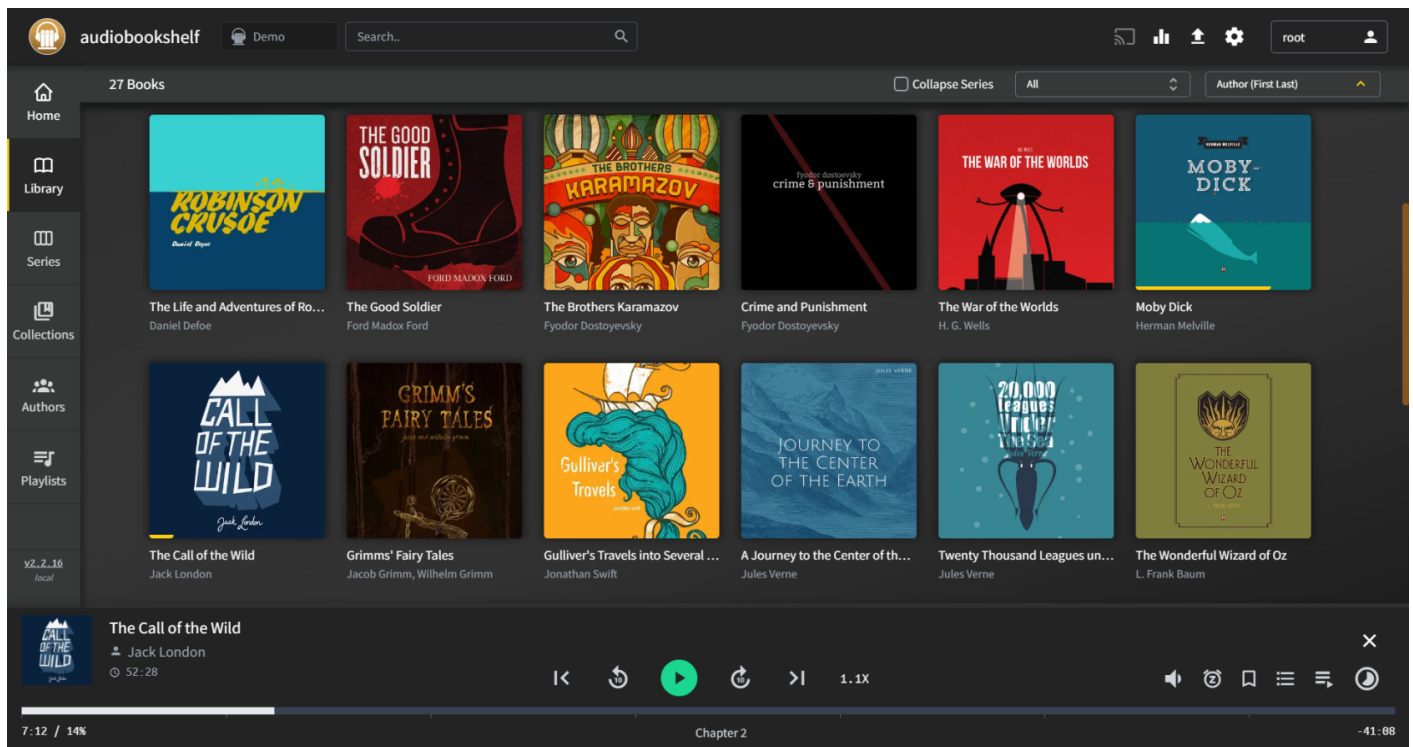 audiobookshelf
Demo
Search..
root
Home
Library
Series
Collections
Authors
Playlists
v2.2.16
local
27 Books
Collapse Series
All
Author (First Last)
ROBINSON
CRUSOE
Daniel Defoe
The Life and Adventures of Ro...
Daniel Defoe
THE GOOD
SOLDIER
FORD MADOX FORD
The Good Soldier
Ford Madox Ford
THE BROTHERS
KARAMAZOV
The Brothers Karamazov
Fyodor Dostoyevsky
fyodor dostoevsky
crime & punishment
Crime and Punishment
Fyodor Dostoyevsky
THE WAR OF THE WORLDS
The War of the Worlds
H. G. Wells
HERMAN MELVILLE
MOBY-
DICK
Moby Dick
Herman Melville
CALL
OF THE
WILD
Jack London
The Call of the Wild
Jack London
GRIMM'S
FAIRY TALES
Grimms' Fairy Tales
Jacob Grimm, Wilhelm Grimm
Gulliver's
Travels
Gulliver's Travels into Several ...
Jonathan Swift
JULES VERNE
JOURNEY TO
THE CENTER
OF THE EARTH
A Journey to the Center of th...
Jules Verne
20,000
Leagues
Under
The Sea
Jules Verne
Twenty Thousand Leagues un...
Jules Verne
THE
WONDERFUL
WIZARD
OF OZ
The Wonderful Wizard of Oz
L. Frank Baum
CALL
OF THE
WILD
The Call of the Wild
Jack London
52:28
10
10
1.1X
7:12 / 14%
Chapter 2
-41:08